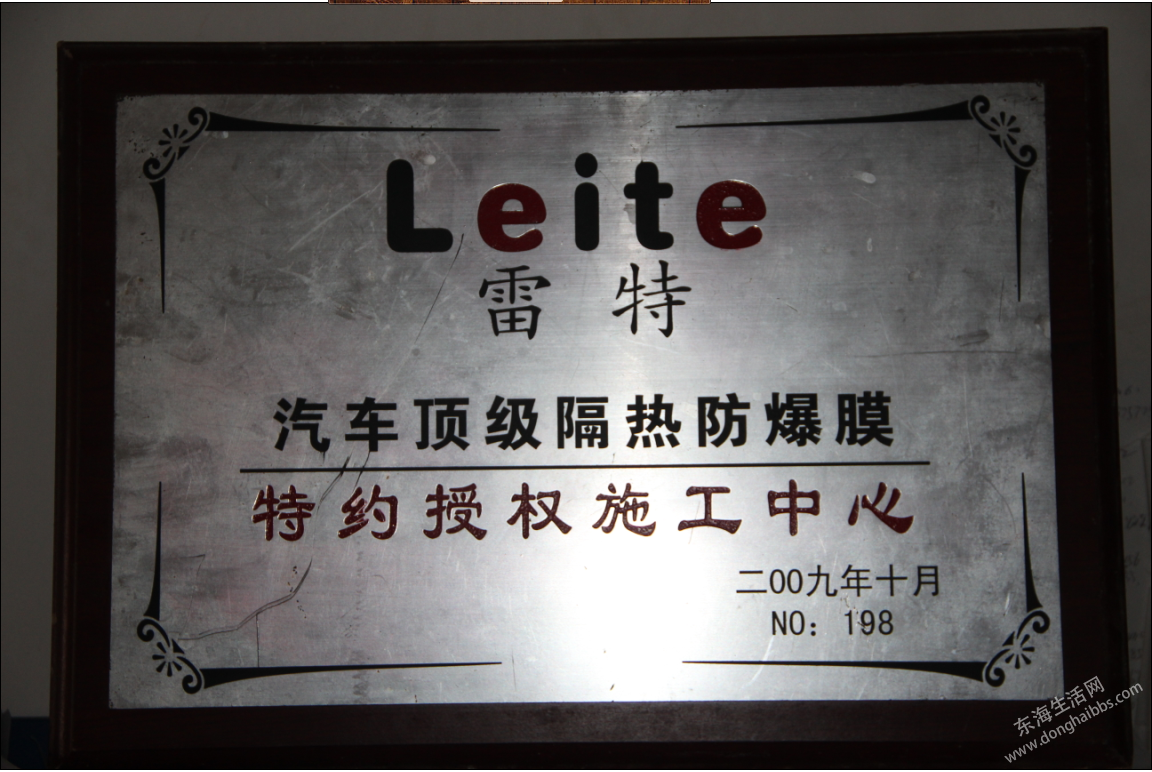 Leite
雷特
汽车顶级隔热防爆膜
特约授权施工中心
二00九年十月
NO：198
东海生活网
www.donghaibbs.com